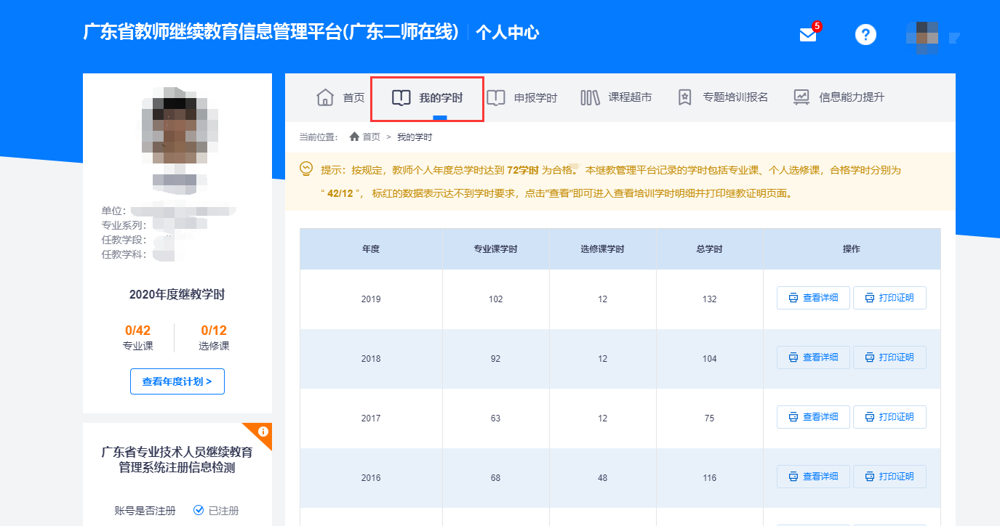 广东省教师继续教育信息管理平台(广东二师在线) 个人中心
5
?
首页 我的学时 申报学时 课程超市 专题培训报名 信息能力提升
当前位置： 首页 > 我的学时
提示：按规定，教师个人年度总学时达到 72学时 为合格。 本继教管理平台记录的学时包括专业课、个人选修课，合格学时分别为
“ 42/12 ”， 标红的数据表示达不到学时要求，点击"查看"即可进入查看培训学时明细并打印继教证明页面。
单位：
专业系列：
任教学段：
任教学科：
2020年度继教学时
0/42 0/12
专业课 选修课
查看年度计划 >
广东省专业技术人员继续教育
管理系统注册信息检测
账号是否注册 已注册
年度 专业课学时 选修课学时 总学时 操作
2019 102 12 132 查看详细 打印证明
2018 92 12 104 查看详细 打印证明
2017 63 12 75 查看详细 打印证明
2016 68 48 116 查看详细 打印证明